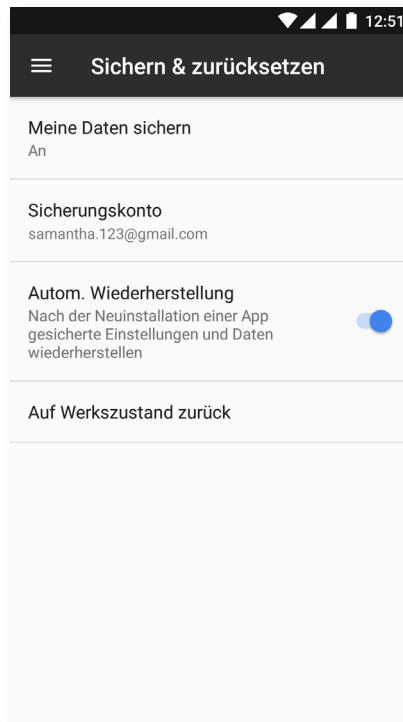 12:51
Sichern & zurücksetzen
Meine Daten sichern
An
Sicherungskonto
samantha.123@gmail.com
Autom. Wiederherstellung
Nach der Neuinstallation einer App
gesicherte Einstellungen und Daten
wiederherstellen
Auf Werkszustand zurück